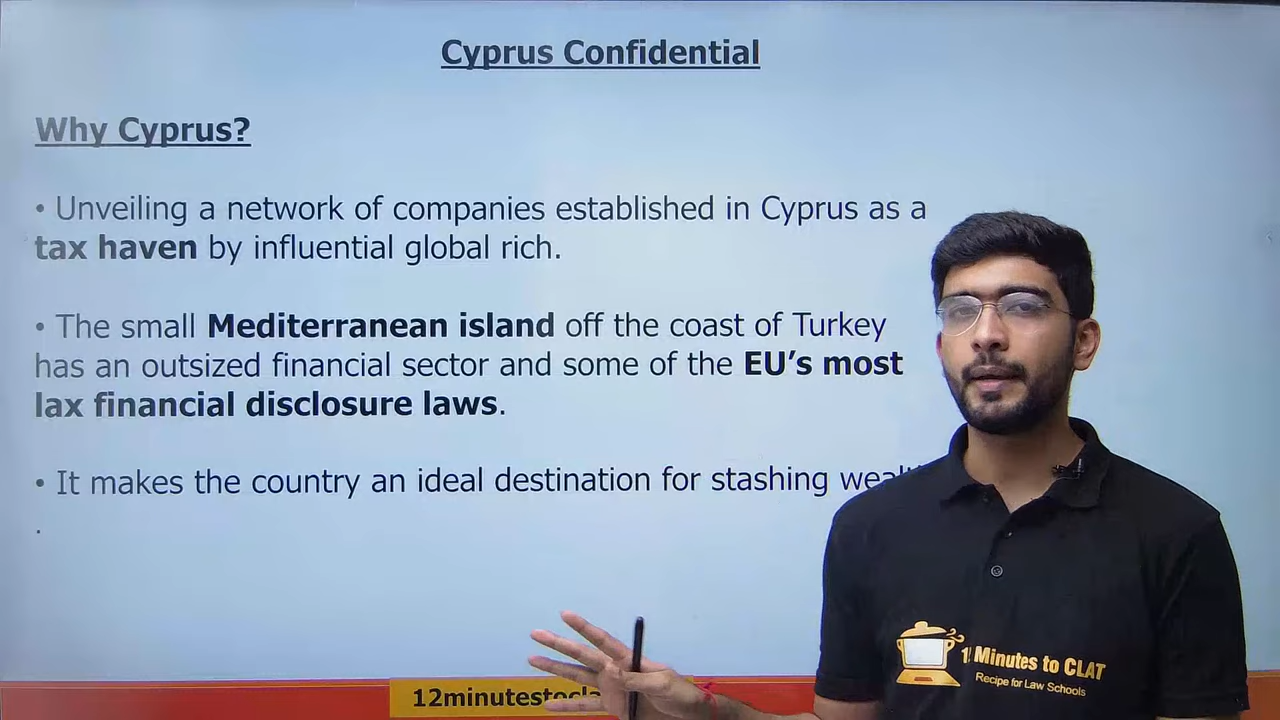 Cyprus Confidential
Why Cyprus?
• Unveiling a network of companies established in Cyprus as a
tax haven by influential global rich.
• The small Mediterranean island off the coast of Turkey
has an outsized financial sector and some of the EU's most
lax financial disclosure laws.
• It makes the country an ideal destination for stashing
.
Minutes to CLAT
Recipe for Law Schools